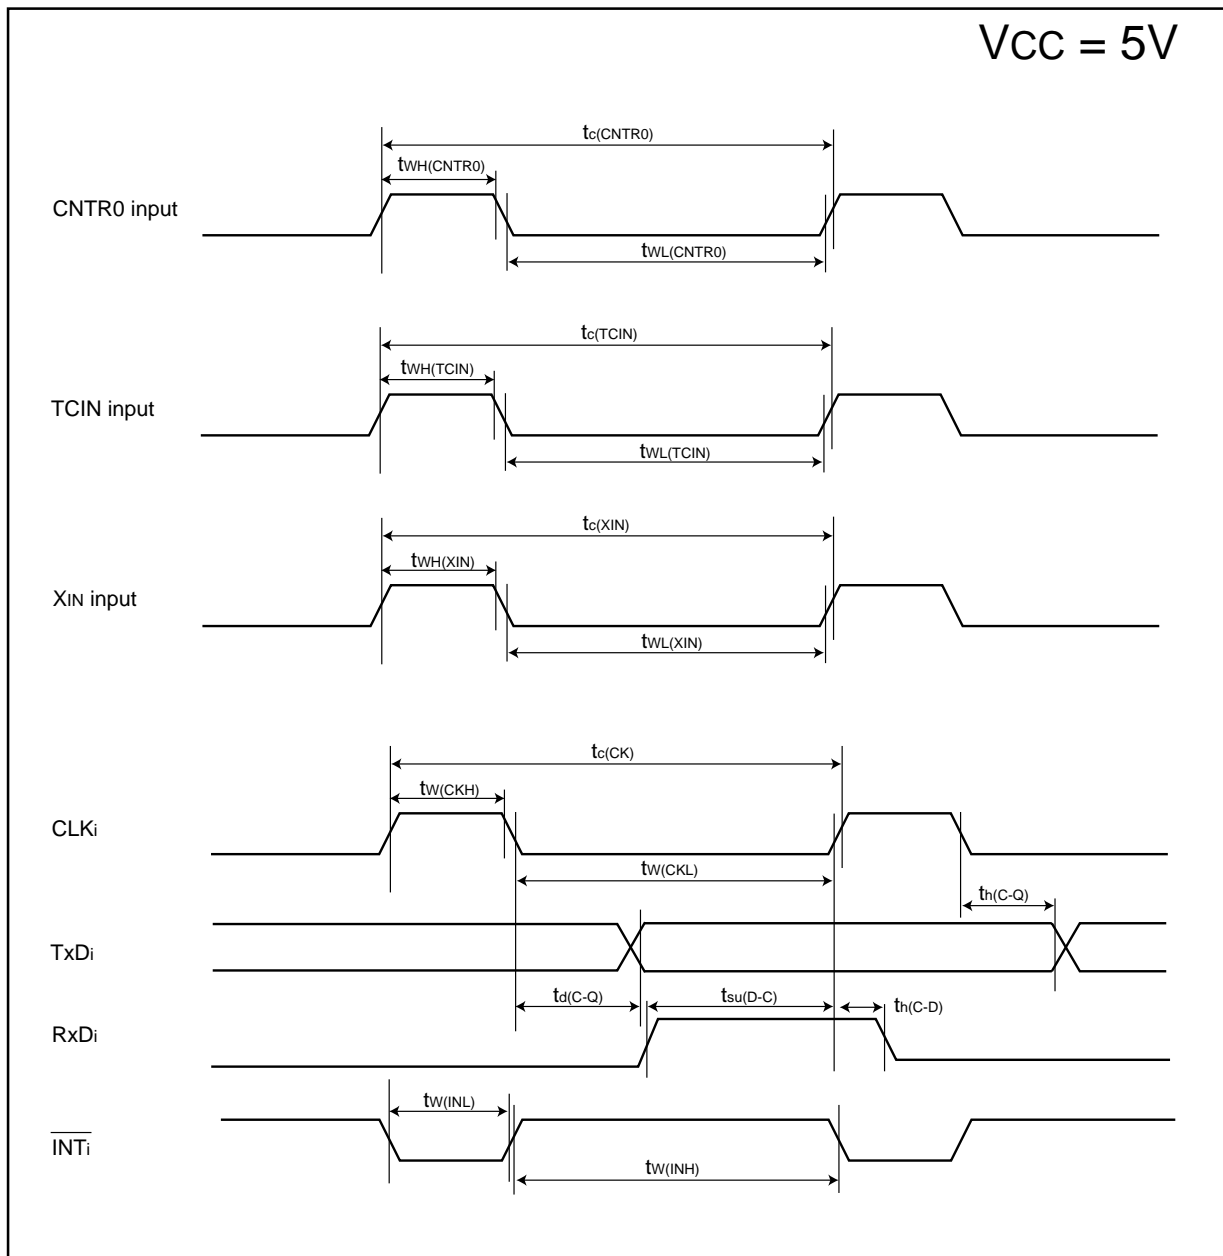 VCC = 5V
tc(CNTR0)
tWH(CNTR0)
CNTR0 input
tWL(CNTR0)
tc(TCIN)
tWH(TCIN)
TCIN input
tWL(TCIN)
tc(XIN)
tWH(XIN)
XIN input
tWL(XIN)
tc(CK)
tW(CKH)
CLKi
tW(CKL)
th(C-Q)
TxDi
td(C-Q)
tsu(D-C)
th(C-D)
RxDi
tW(INL)
INTi
tW(INH)